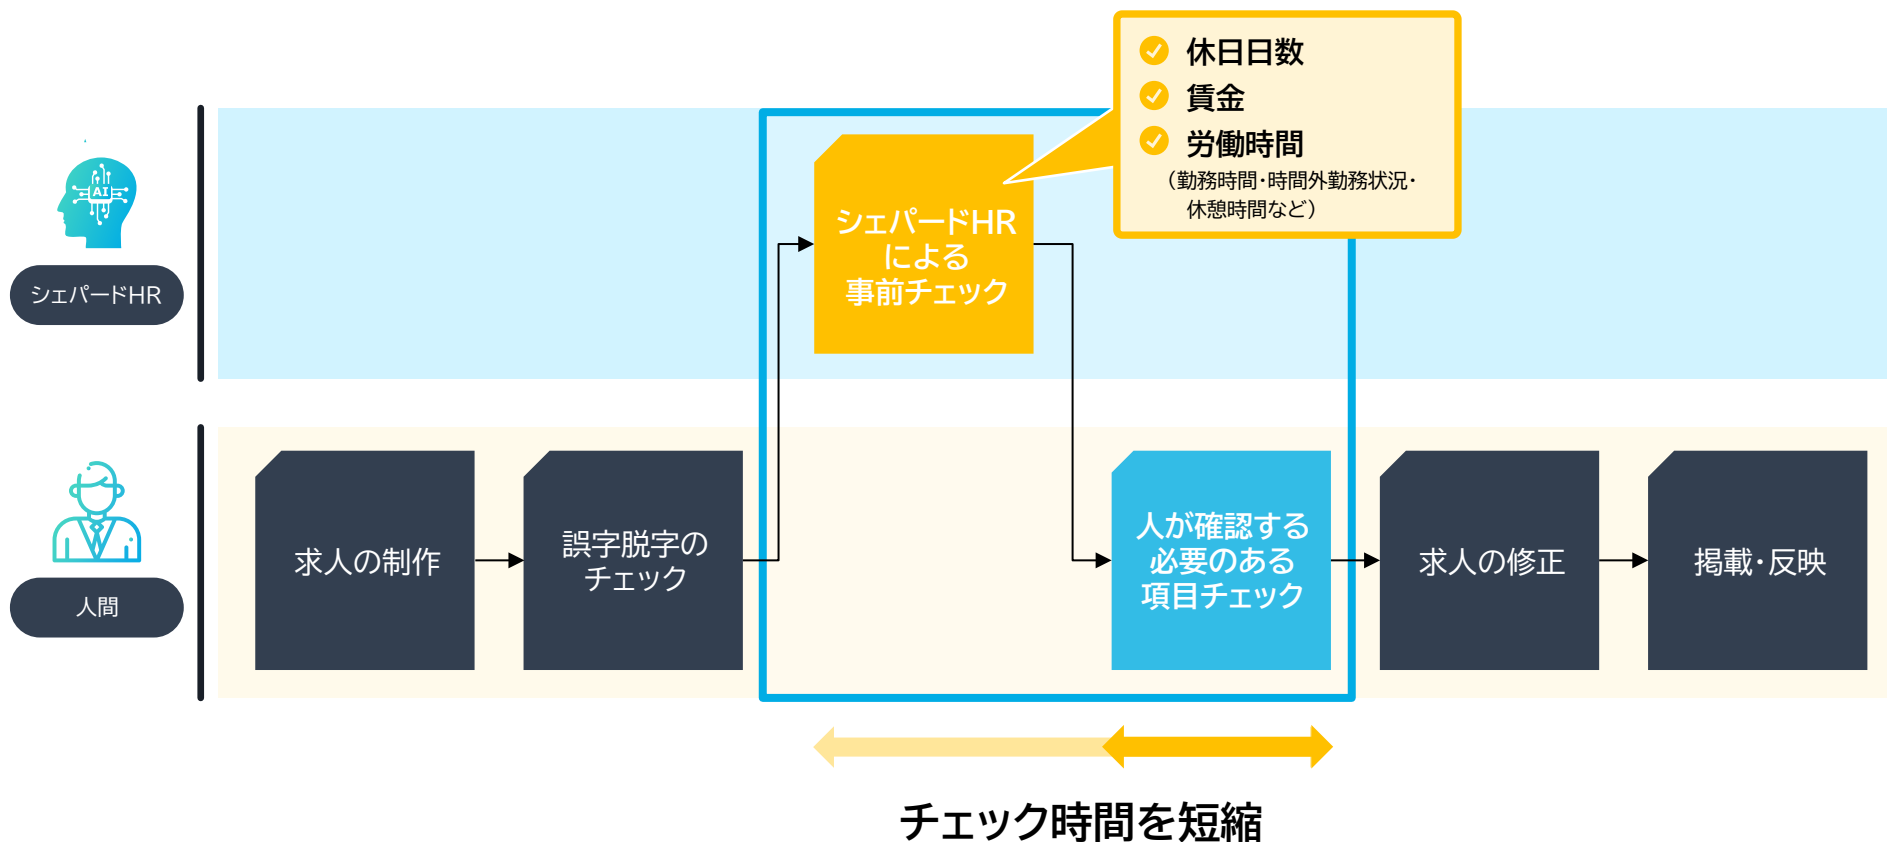 休日日数
賃金
労働時間
（勤務時間・時間外勤務状況・
休憩時間など）
AI
シェパードHR
シェパードHR
による
事前チェック
人間
求人の制作
誤字脱字の
チェック
人が確認する
必要のある
項目チェック
求人の修正
掲載・反映
チェック時間を短縮